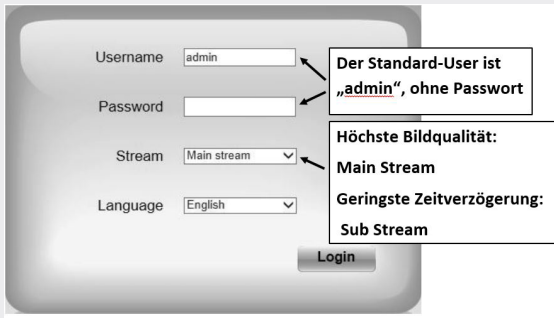 Username admin
Password
Stream Main stream
Language English
Login
Der Standard-User ist
„admin“, ohne Passwort
Höchste Bildqualität:
Main Stream
Geringste Zeitverzögerung:
Sub Stream